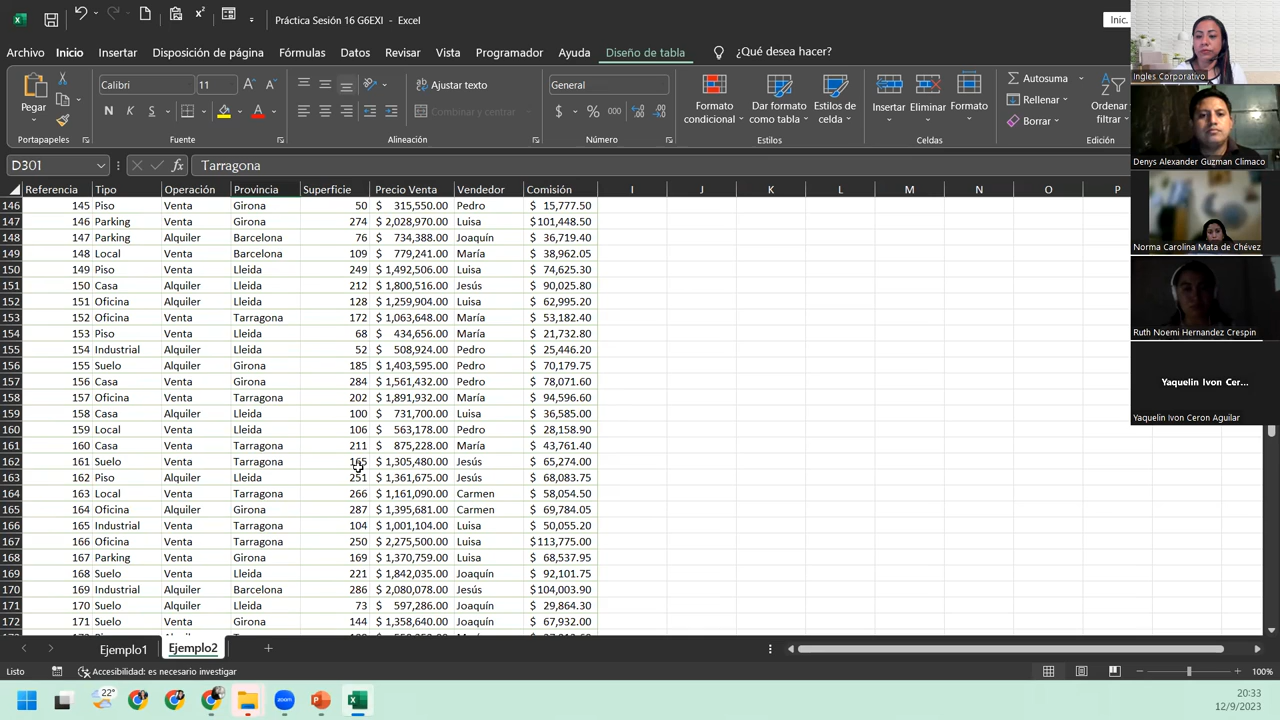 Práctica Sesión 16 G6EXI - Excel
Inic.
Archivo Inicio Insertar Disposición de página Fórmulas Datos Revisar Programador Ayuda Diseño de tabla ¿Qué desea hacer?
Pegar
Calibri 11
N K S
Ajustar texto
Combinar y centrar
General
$ % 000
Formato condicional
Dar formato como tabla
Estilos de celda
Insertar Eliminar Formato
Autosuma
Rellenar
Borrar
Ordenar filtrar
Portapapeles Fuente Alineación Número Estilos Celdas Edición
D301 fx Tarragona
Referencia Tipo Operación Provincia Superficie Precio Venta Vendedor Comisión I J K L M N O P
146 145 Piso Venta Girona 50 $ 315,550.00 Pedro $ 15,777.50
147 146 Parking Venta Girona 274 $ 2,028,970.00 Luisa $101,448.50
148 147 Parking Alquiler Barcelona 76 $ 734,388.00 Joaquín $ 36,719.40
149 148 Local Venta Barcelona 109 $ 779,241.00 María $ 38,962.05
150 149 Piso Alquiler Lleida 249 $ 1,492,506.00 Luisa $ 74,625.30
151 150 Casa Alquiler Lleida 212 $ 1,800,516.00 Jesús $ 90,025.80
152 151 Oficina Alquiler Lleida 128 $ 1,259,904.00 Luisa $ 62,995.20
153 152 Oficina Alquiler Tarragona 172 $ 1,063,648.00 María $ 53,182.40
154 153 Piso Venta Lleida 68 $ 434,656.00 María $ 21,732.80
155 154 Industrial Alquiler Lleida 52 $ 508,924.00 Pedro $ 25,446.20
156 155 Suelo Alquiler Girona 185 $ 1,403,595.00 Pedro $ 70,179.75
157 156 Casa Venta Girona 284 $ 1,561,432.00 Pedro $ 78,071.60
158 157 Oficina Alquiler Tarragona 202 $ 1,891,932.00 María $ 94,596.60
159 158 Casa Alquiler Lleida 100 $ 731,700.00 Luisa $ 36,585.00
160 159 Local Venta Lleida 106 $ 563,178.00 Pedro $ 28,158.90
161 160 Casa Venta Tarragona 211 $ 875,228.00 María $ 43,761.40
162 161 Suelo Venta Tarragona 165 $ 1,305,480.00 Jesús $ 65,274.00
163 162 Piso Alquiler Lleida 251 $ 1,361,675.00 Jesús $ 68,083.75
164 163 Local Venta Tarragona 266 $ 1,161,090.00 Carmen $ 58,054.50
165 164 Oficina Venta Girona 287 $ 1,395,681.00 Carmen $ 69,784.05
166 165 Industrial Venta Tarragona 104 $ 1,001,104.00 Luisa $ 50,055.20
167 166 Oficina Venta Tarragona 250 $ 2,275,500.00 Luisa $113,775.00
168 167 Parking Venta Girona 169 $ 1,370,759.00 Luisa $ 68,537.95
169 168 Suelo Venta Lleida 221 $ 1,842,035.00 Joaquín $ 92,101.75
170 169 Industrial Alquiler Barcelona 286 $ 2,080,078.00 Jesús $104,003.90
171 170 Suelo Alquiler Lleida 73 $ 597,286.00 Joaquín $ 29,864.30
172 171 Suelo Venta Girona 144 $ 1,358,640.00 Joaquín $ 67,932.00
Ejemplo1 Ejemplo2
Listo Accesibilidad: es necesario investigar 100%
22°
20:33
12/9/2023
Ingles Corporativo
Denys Alexander Guzman Climaco
Norma Carolina Mata de Chévez
Ruth Noemi Hernandez Crespin
Yaquelin Ivon Cer...
Yaquelin Ivon Ceron Aguilar